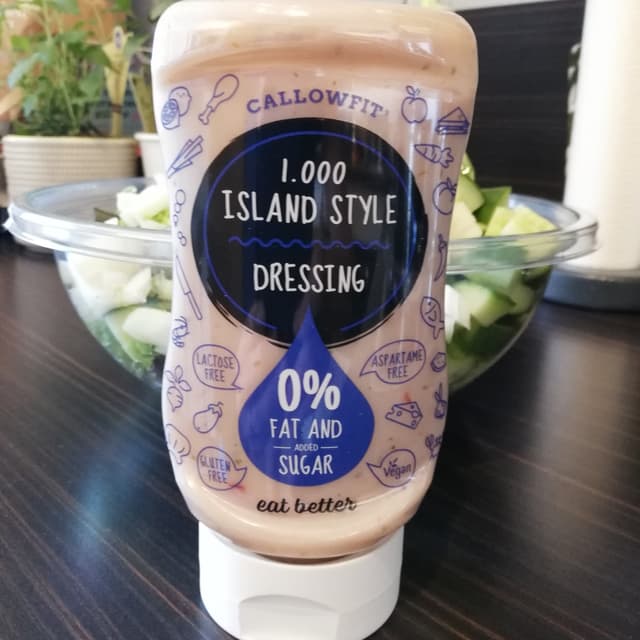 CALLOWFIT
1.000
ISLAND STYLE
DRESSING
LACTOSE
FREE
ASPARTAME
FREE
0%
FAT AND
ADDED
SUGAR
GLUTEN
FREE
Vegan
eat better